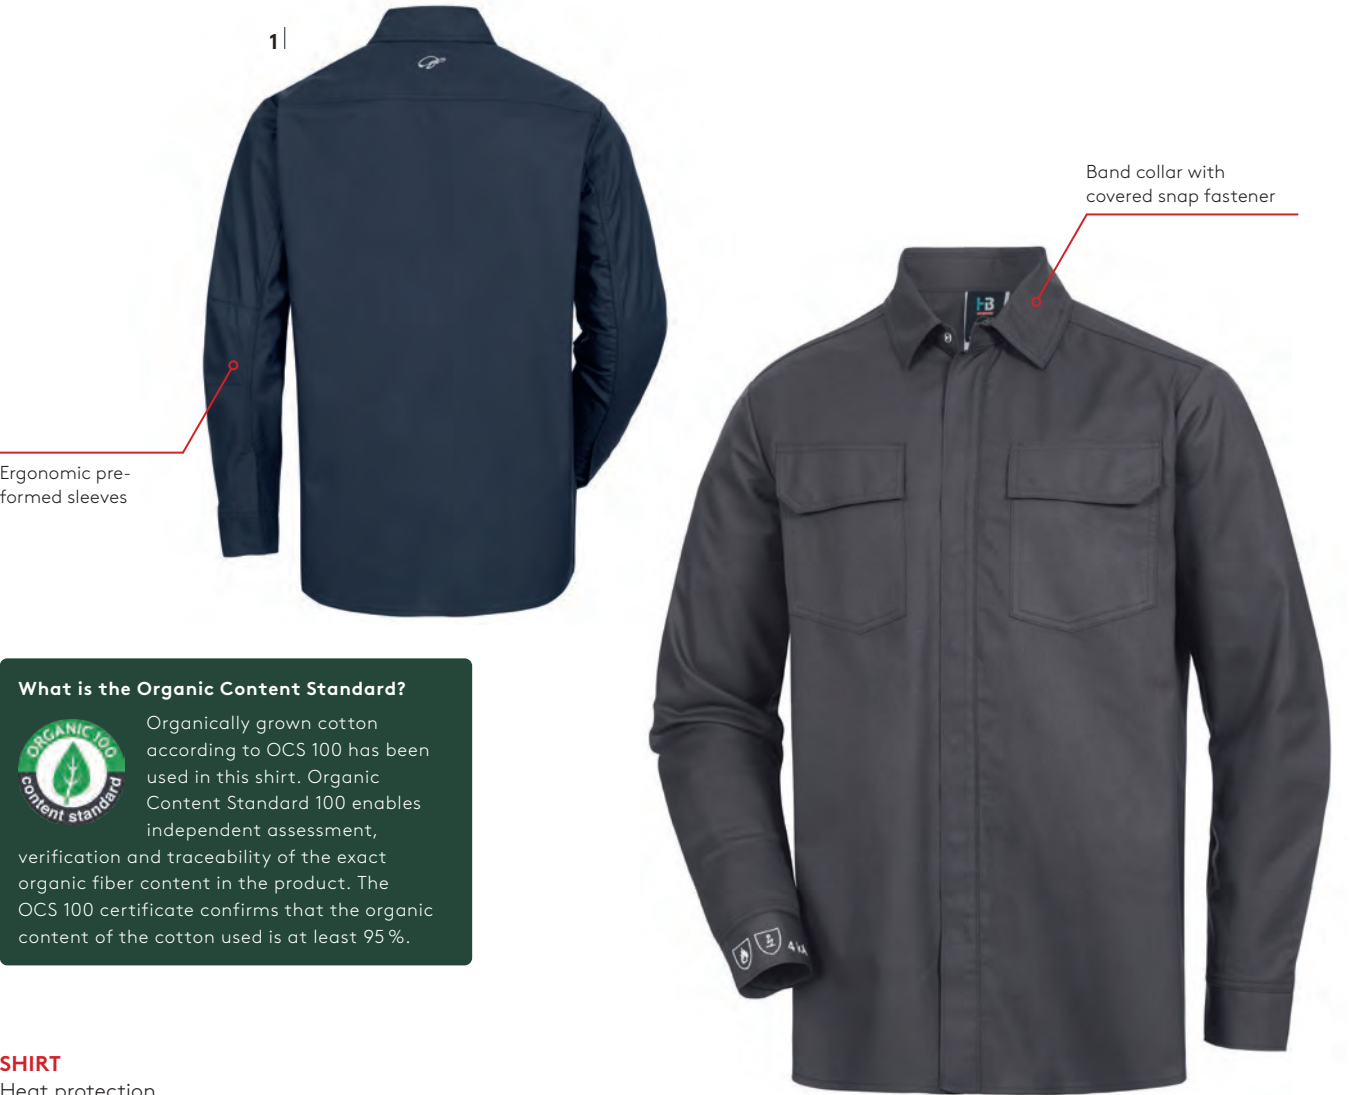 1
Band collar with
covered snap fastener
HB
Ergonomic pre-
formed sleeves
What is the Organic Content Standard?
ORGANIC 100
content standard
Organically grown cotton
according to OCS 100 has been
used in this shirt. Organic
Content Standard 100 enables
independent assessment,
verification and traceability of the exact
organic fiber content in the product. The
OCS 100 certificate confirms that the organic
content of the cotton used is at least 95 %.
4 kA
SHIRT
Heat protection